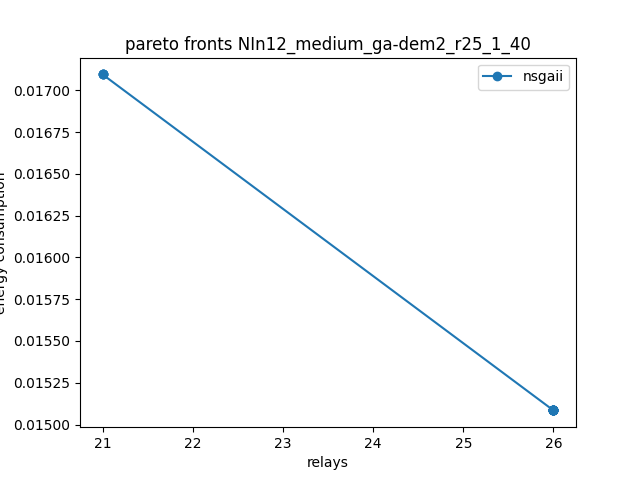 pareto fronts NIn12_medium_ga-dem2_r25_1_40
nsgaii
0.01700
0.01675
0.01650
0.01625
0.01600
0.01575
0.01550
0.01525
0.01500
energy consumption
21 22 23 24 25 26
relays